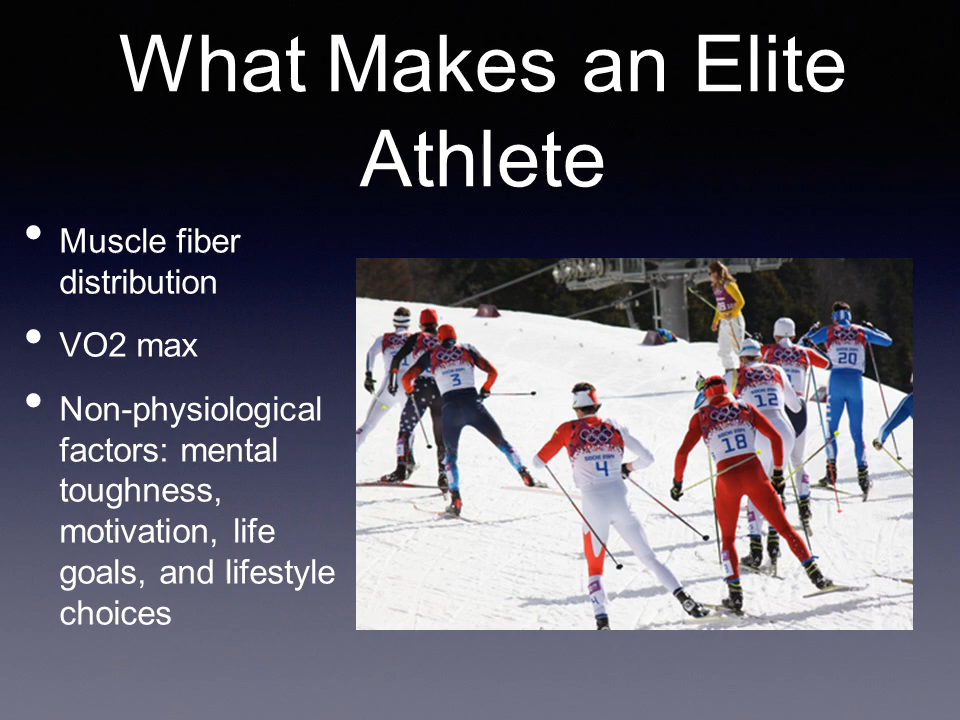 What Makes an Elite
Athlete
• Muscle fiber
distribution
• VO2 max
• Non-physiological
factors: mental
toughness,
motivation, life
goals, and lifestyle
choices
3
20
12
18
4
4